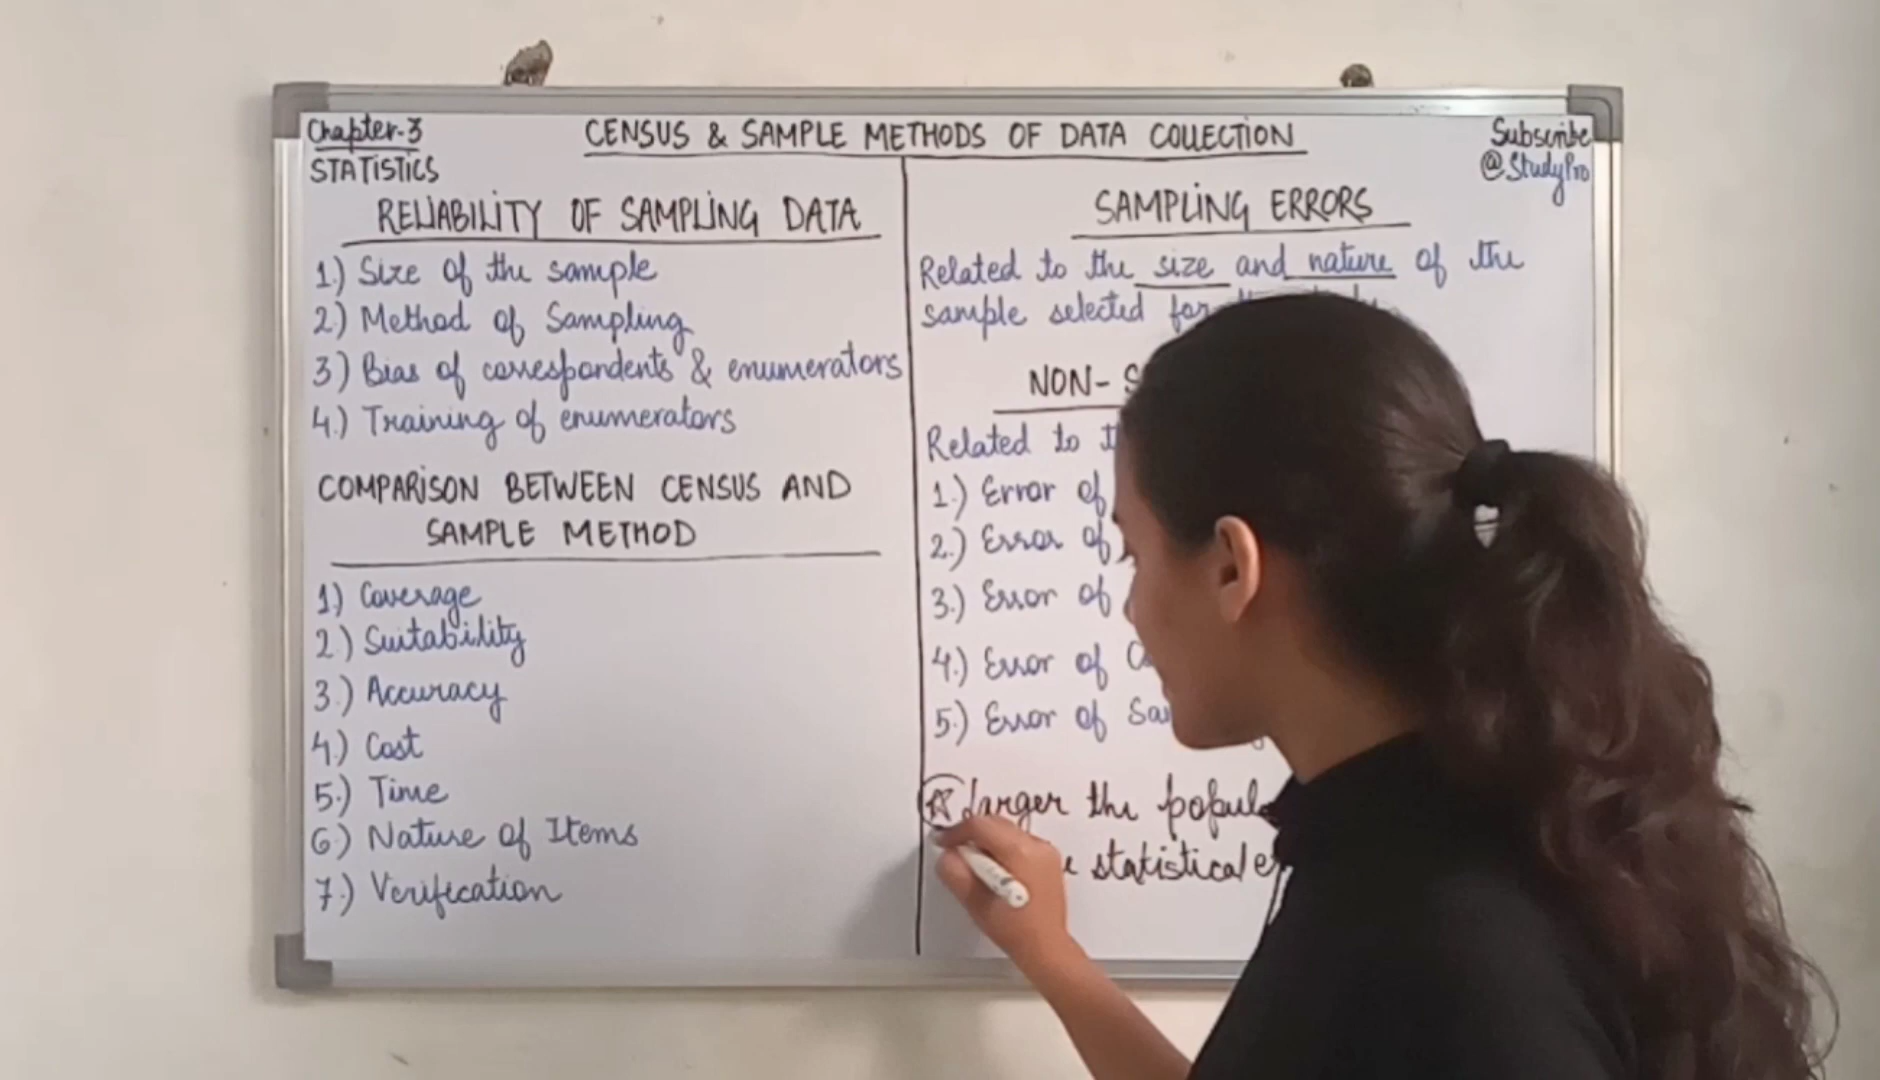 Chapter-3
STATISTICS
CENSUS & SAMPLE METHODS OF DATA COLLECTION
Subscribe
@StudyPro
RELIABILITY OF SAMPLING DATA
1.) Size of the sample
2.) Method of Sampling
3.) Bias of correspondents & enumerators
4.) Training of enumerators
COMPARISON BETWEEN CENSUS AND
SAMPLE METHOD
1.) Coverage
2.) Suitability
3.) Accuracy
4.) Cost
5.) Time
6.) Nature of Items
7.) Verification
SAMPLING ERRORS
Related to the size and nature of the
sample selected for
NON-
Related to
1.) Error of
2.) Error of
3.) Error of
4.) Error of
5.) Error of
Larger the
statistical